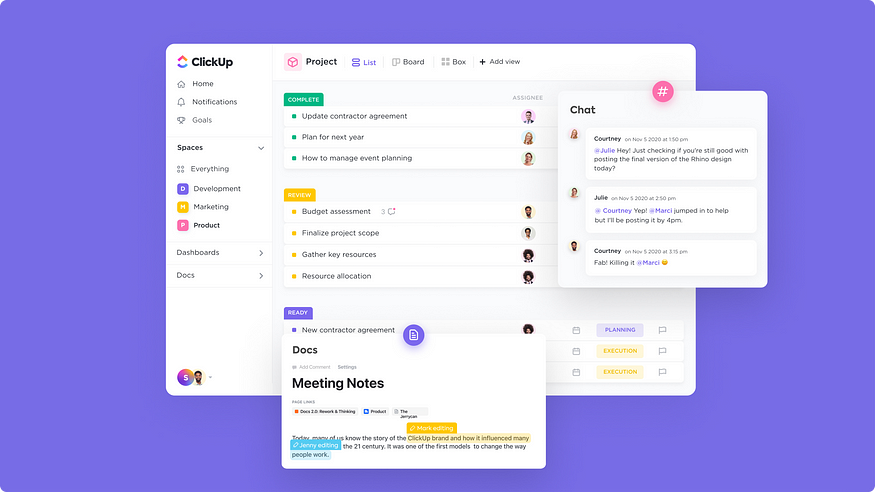 ClickUp
Home
Notifications
Goals
Spaces
Everything
D Development
M Marketing
P Product
Dashboards
Docs
S
Project
List
Board
Box
+ Add view
COMPLETE
ASSIGNEE
Update contractor agreement
Plan for next year
How to manage event planning
REVIEW
Budget assessment 3
Finalize project scope
Gather key resources
Resource allocation
READY
New contractor agreement
PLANNING
EXECUTION
EXECUTION
#
Chat
Courtney on Nov 5 2020 at 1:50 pm
@Julie Hey! Just checking if you're still good with
posting the final version of the Rhino design
today?
Julie on Nov 5 2020 at 2:50 pm
@ Courtney Yep! @Marci jumped in to help
but I'll be posting it by 4pm.
Courtney on Nov 5 2020 at 3:15 pm
Fab! Killing it @Marci 😊
Docs
Add Comment Settings
Meeting Notes
PAGE LINKS
Docs 2.0: Rework & Thinking
Product
The
Jerrycan
Mark editing
Today, many of us know the story of the ClickUp brand and how it influenced many
Jenny editing
the 21 century. It was one of the first models to change the way
people work.